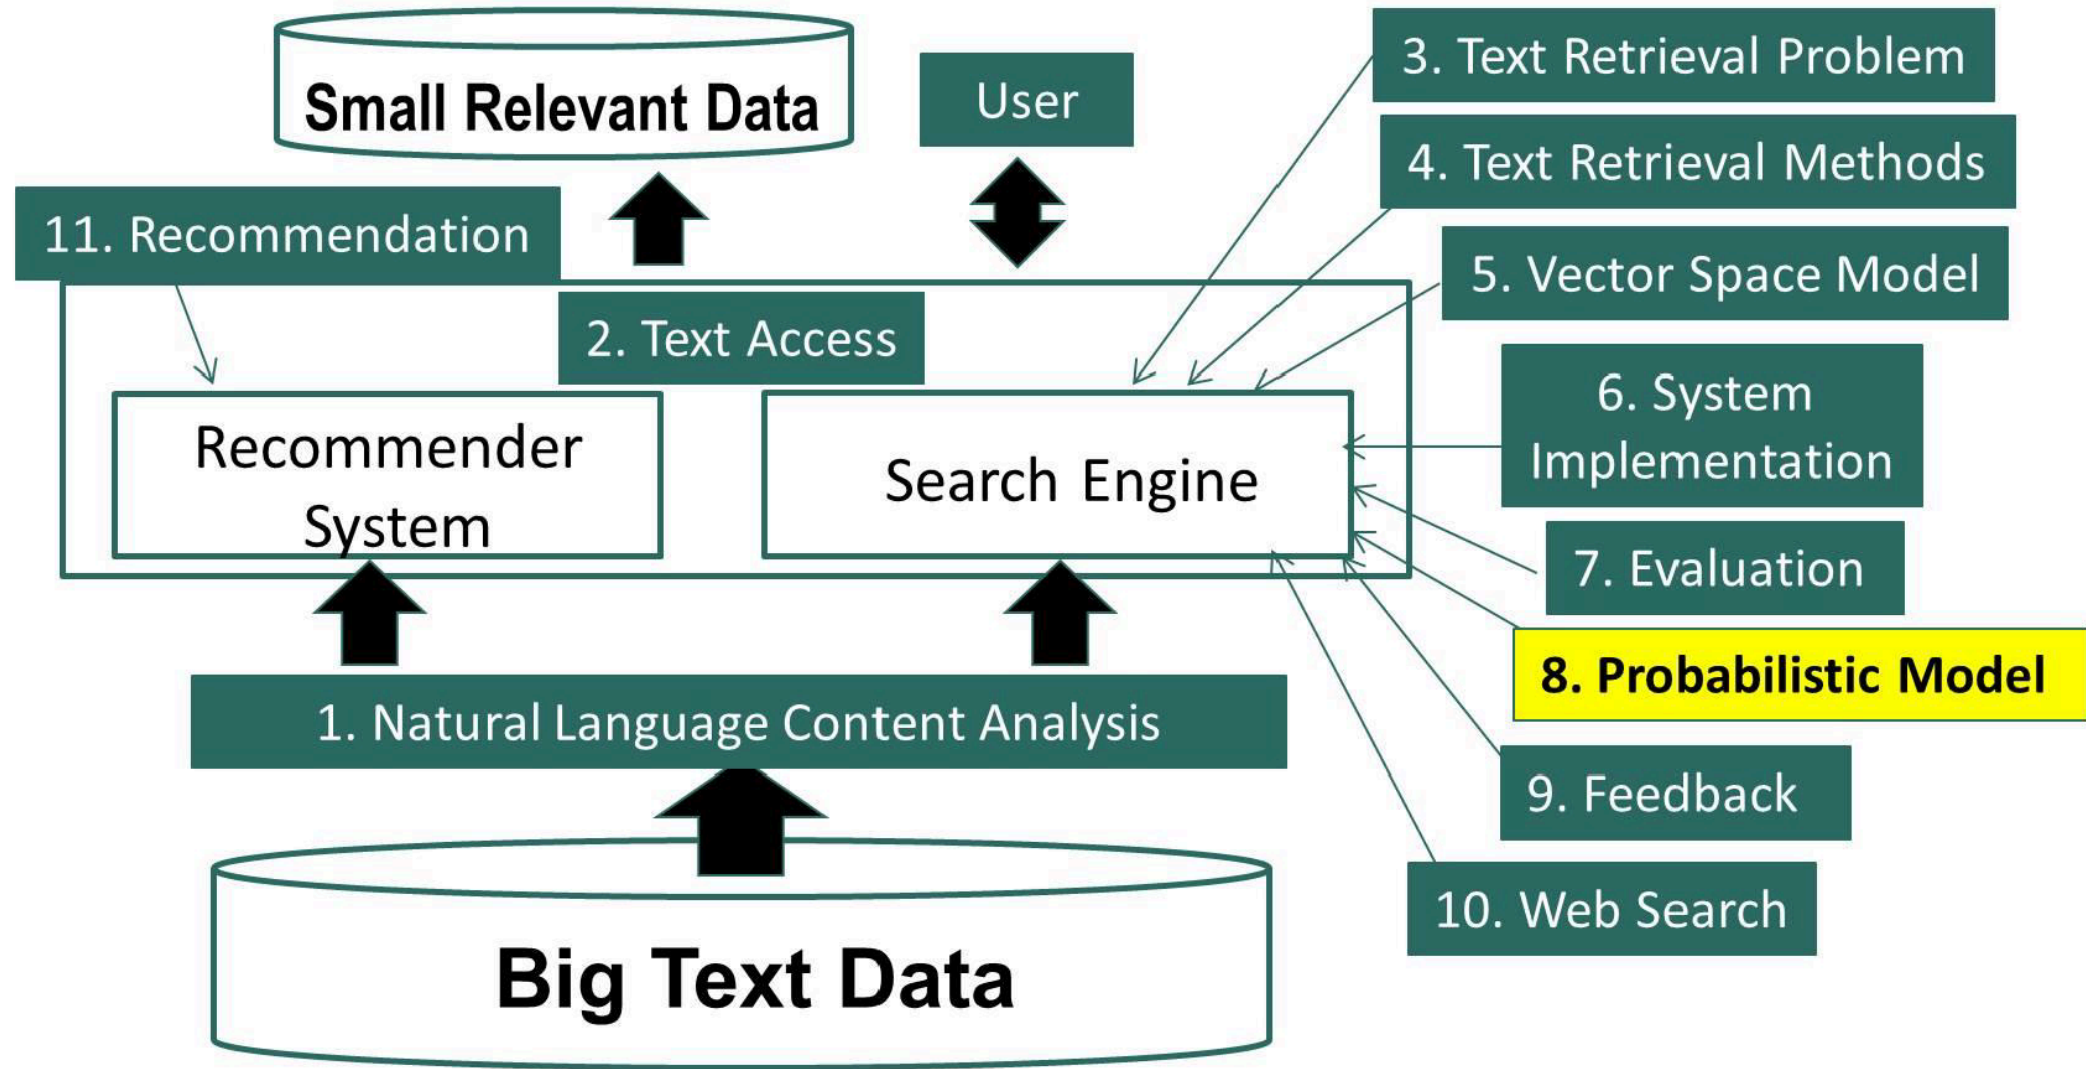 Small Relevant Data
User
3. Text Retrieval Problem
4. Text Retrieval Methods
11. Recommendation
5. Vector Space Model
2. Text Access
6. System
Implementation
Recommender
System
Search Engine
7. Evaluation
8. Probabilistic Model
1. Natural Language Content Analysis
9. Feedback
10. Web Search
Big Text Data